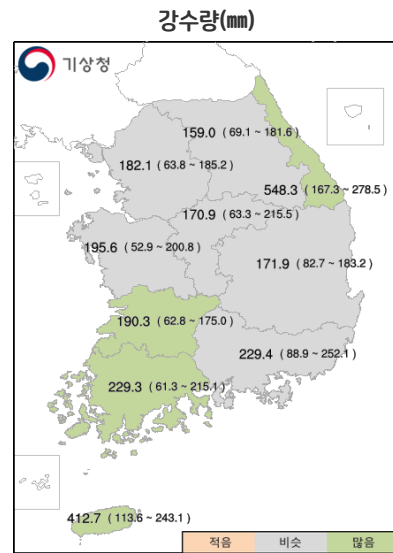 강수량(㎜)
기상청
159.0 ( 69.1 ~ 181.6 )
182.1 ( 63.8 ~ 185.2 )
548.3 ( 167.3 ~ 278.5 )
170.9 ( 63.3 ~ 215.5 )
195.6 ( 52.9 ~ 200.8 )
171.9 ( 82.7 ~ 183.2 )
190.3 ( 62.8 ~ 175.0 )
229.4 ( 88.9 ~ 252.1 )
229.3 ( 61.3 ~ 215.1 )
412.7 ( 113.6 ~ 243.1 )
적음 비슷 많음